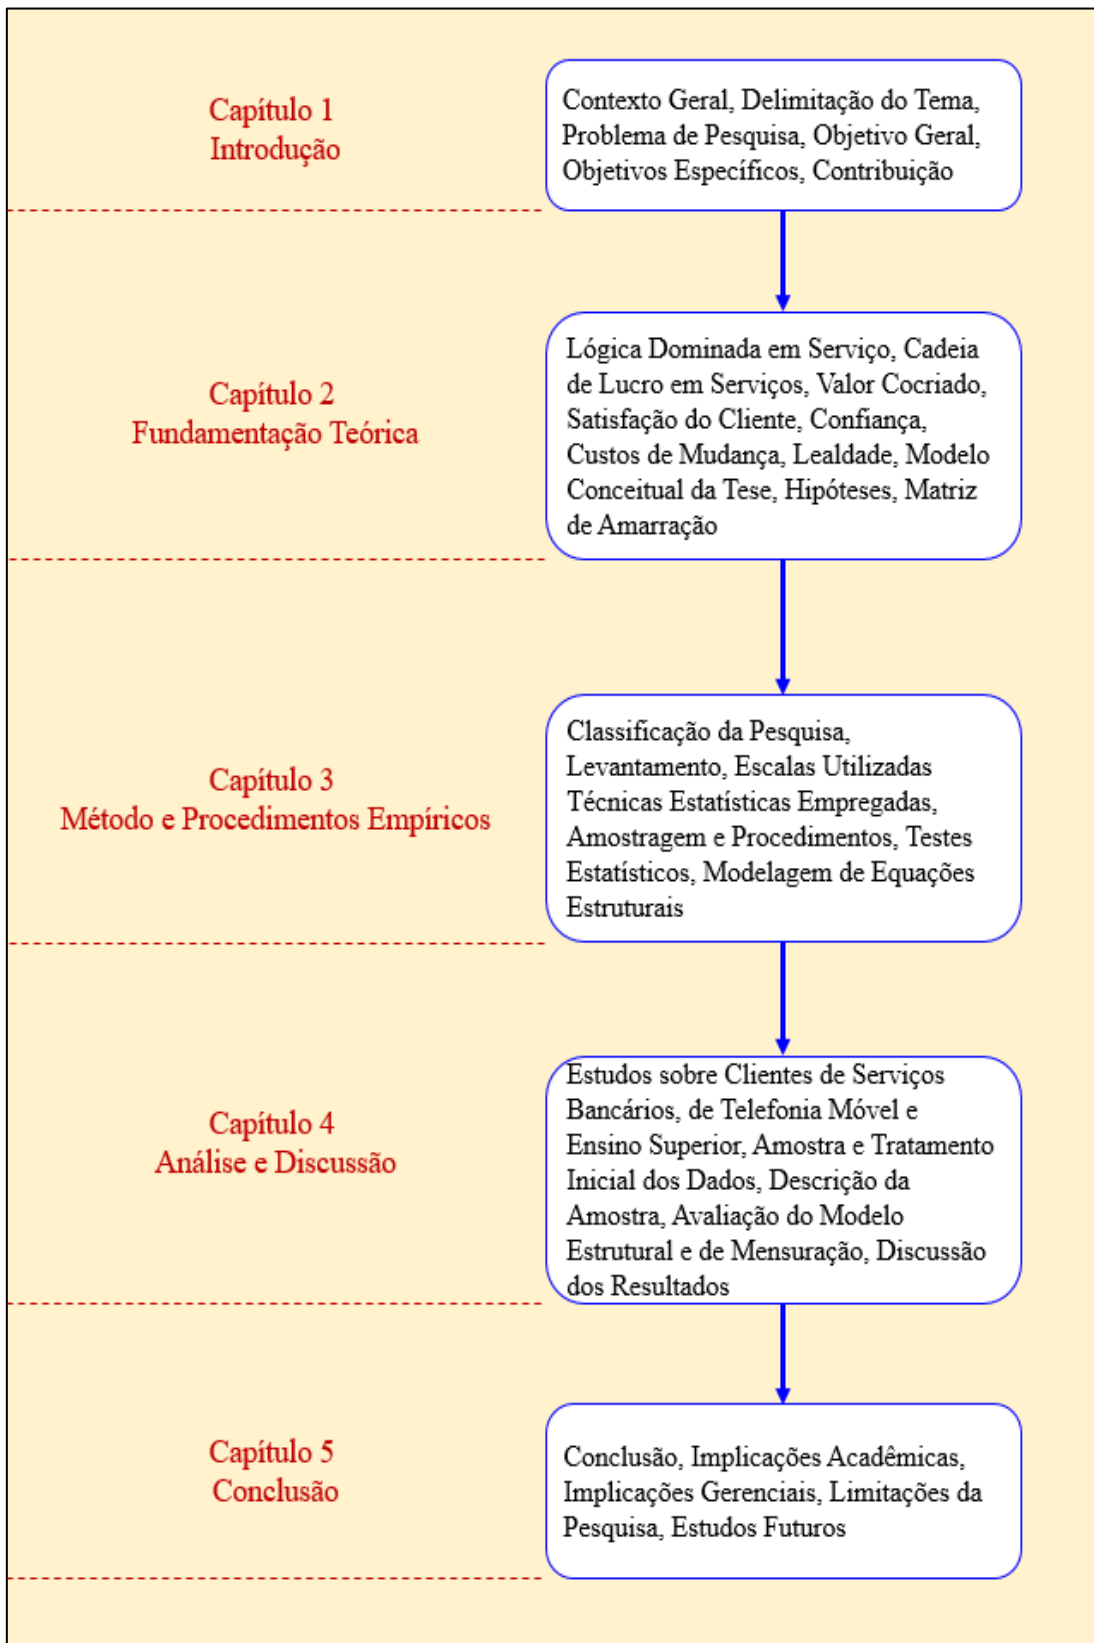 Capítulo 1
Introdução
Contexto Geral, Delimitação do Tema,
Problema de Pesquisa, Objetivo Geral,
Objetivos Específicos, Contribuição
Capítulo 2
Fundamentação Teórica
Lógica Dominada em Serviço, Cadeia
de Lucro em Serviços, Valor Cocriado,
Satisfação do Cliente, Confiança,
Custos de Mudança, Lealdade, Modelo
Conceitual da Tese, Hipóteses, Matriz
de Amarração
Capítulo 3
Método e Procedimentos Empíricos
Classificação da Pesquisa,
Levantamento, Escalas Utilizadas
Técnicas Estatísticas Empregadas,
Amostragem e Procedimentos, Testes
Estatísticos, Modelagem de Equações
Estruturais
Capítulo 4
Análise e Discussão
Estudos sobre Clientes de Serviços
Bancários, de Telefonia Móvel e
Ensino Superior, Amostra e Tratamento
Inicial dos Dados, Descrição da
Amostra, Avaliação do Modelo
Estrutural e de Mensuração, Discussão
dos Resultados
Capítulo 5
Conclusão
Conclusão, Implicações Acadêmicas,
Implicações Gerenciais, Limitações da
Pesquisa, Estudos Futuros